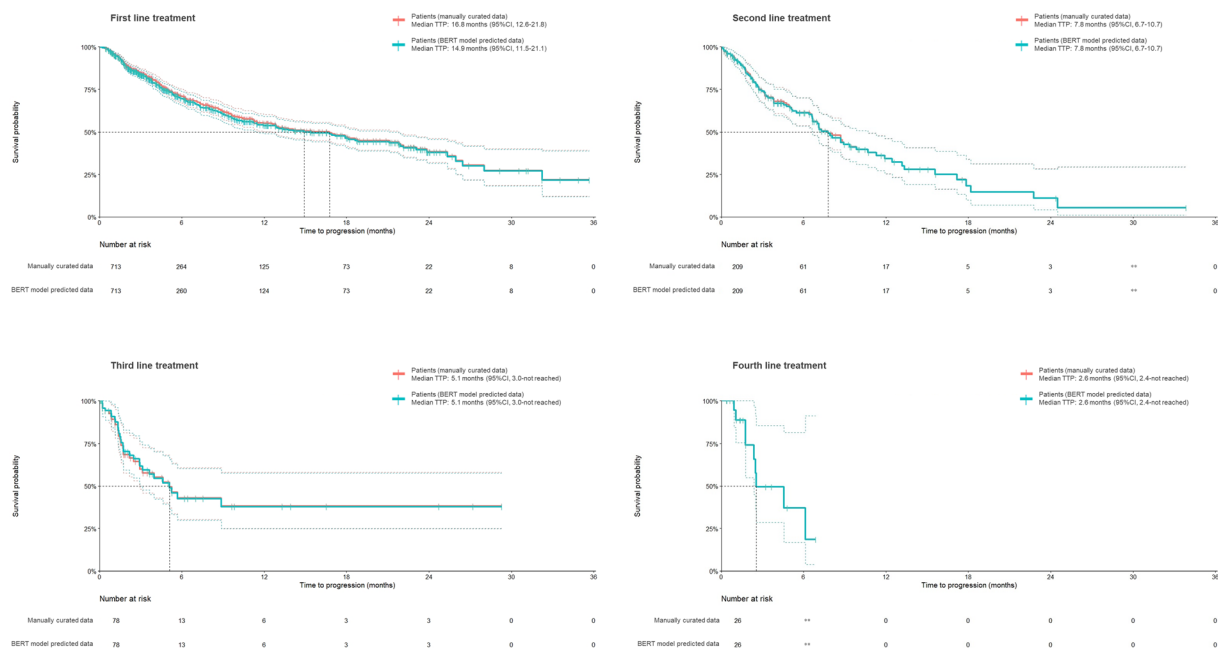 First line treatment
Patients (manually curated data)
Median TTP: 16.8 months (95%CI, 12.6-21.8)
Patients (BERT model predicted data)
Median TTP: 14.9 months (95%CI, 11.5-21.1)
100%
75%
50%
25%
0%
Survival probability
0 6 12 18 24 30 36
Time to progression (months)
Number at risk
Manually curated data 713 264 125 73 22 8 0
BERT model predicted data 713 260 124 73 22 8 0
Second line treatment
Patients (manually curated data)
Median TTP: 7.8 months (95%CI, 6.7-10.7)
Patients (BERT model predicted data)
Median TTP: 7.8 months (95%CI, 6.7-10.7)
100%
75%
50%
25%
0%
Survival probability
0 6 12 18 24 30 36
Time to progression (months)
Number at risk
Manually curated data 209 61 17 5 3 ** 0
BERT model predicted data 209 61 17 5 3 ** 0
Third line treatment
Patients (manually curated data)
Median TTP: 5.1 months (95%CI, 3.0-not reached)
Patients (BERT model predicted data)
Median TTP: 5.1 months (95%CI, 3.0-not reached)
100%
75%
50%
25%
0%
Survival probability
0 6 12 18 24 30 36
Time to progression (months)
Number at risk
Manually curated data 78 13 6 3 3 0 0
BERT model predicted data 78 13 6 3 3 0 0
Fourth line treatment
Patients (manually curated data)
Median TTP: 2.6 months (95%CI, 2.4-not reached)
Patients (BERT model predicted data)
Median TTP: 2.6 months (95%CI, 2.4-not reached)
100%
75%
50%
25%
0%
Survival probability
0 6 12 18 24 30 36
Time to progression (months)
Number at risk
Manually curated data 26 ** 0 0 0 0 0
BERT model predicted data 26 ** 0 0 0 0 0